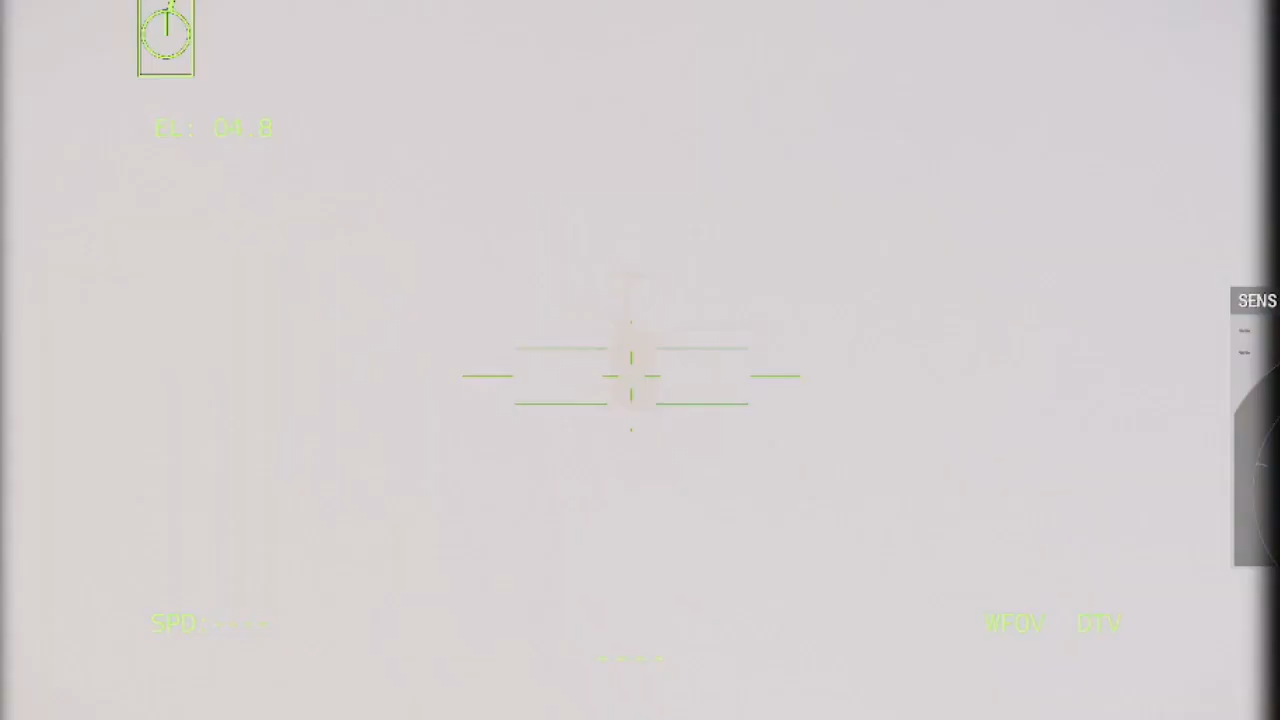 EL: 04.8
SENS
SPD:----
WFOV DTV
----